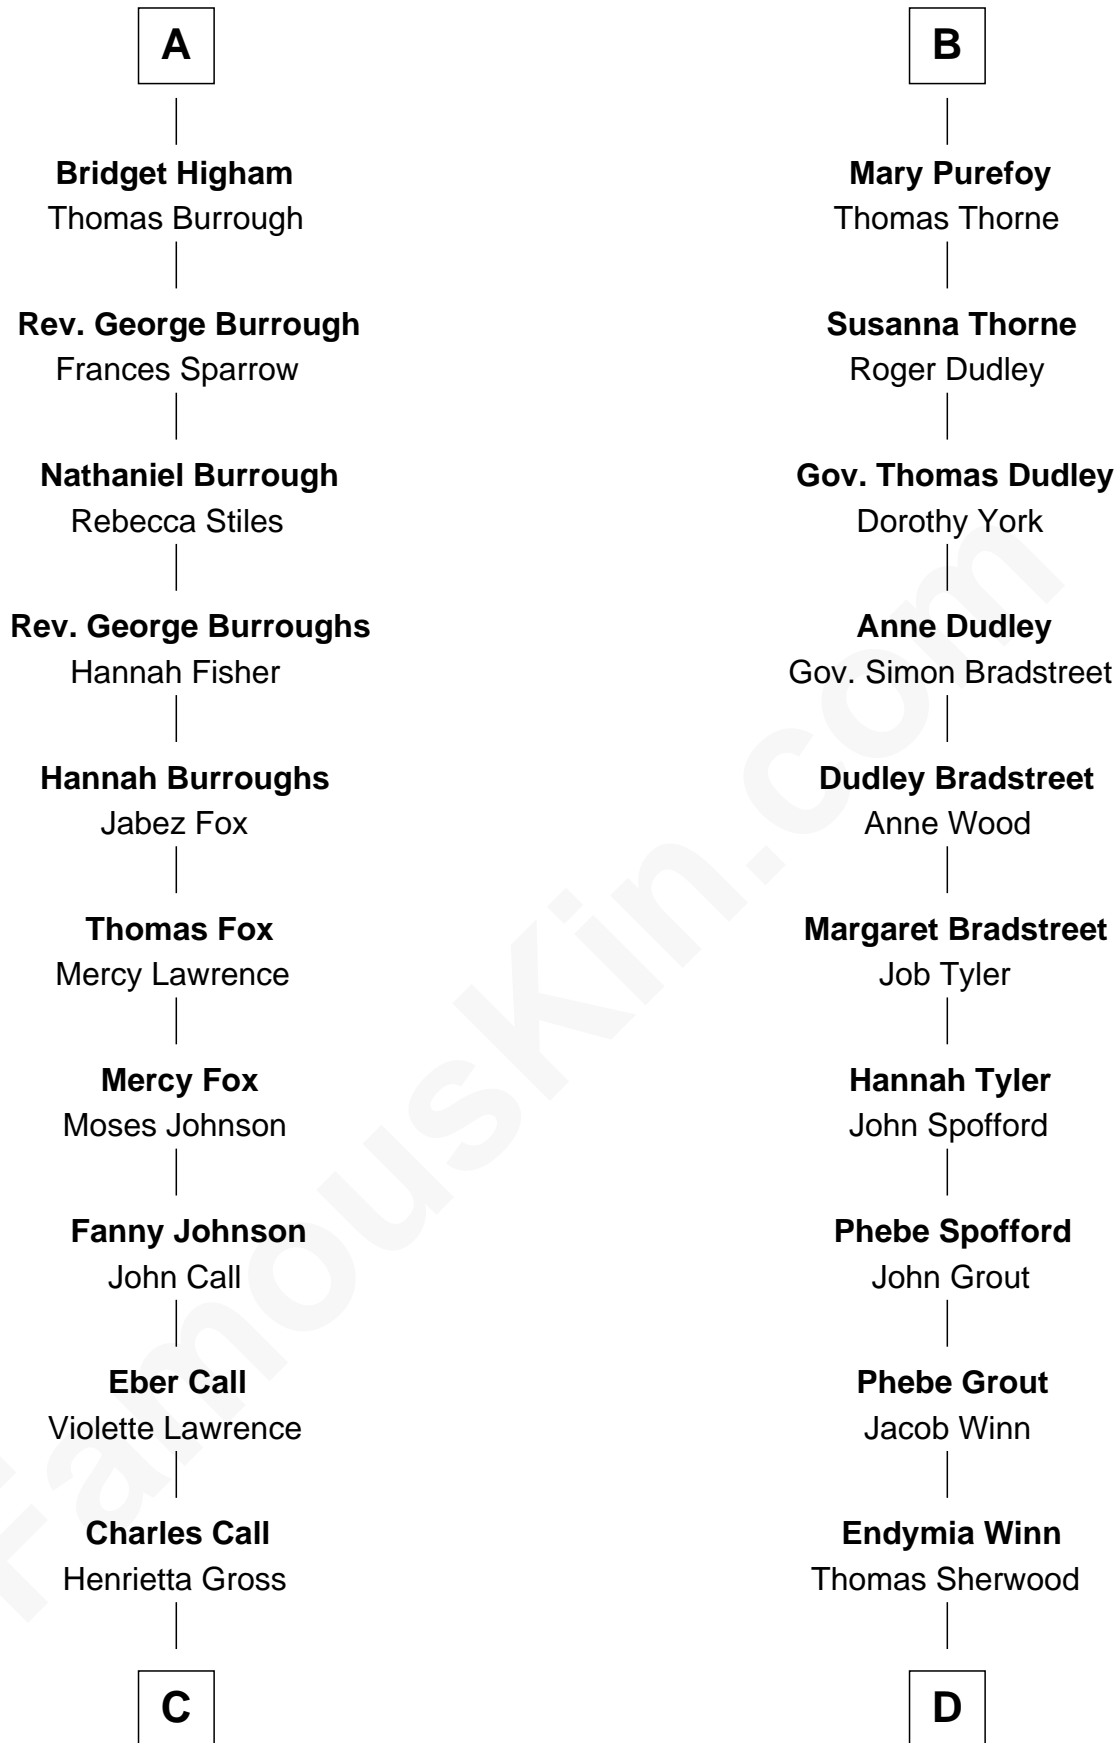 A
Bridget Higham
Thomas Burrough
Rev. George Burrough
Frances Sparrow
Nathaniel Burrough
Rebecca Stiles
Rev. George Burroughs
Hannah Fisher
Hannah Burroughs
Jabez Fox
Thomas Fox
Mercy Lawrence
Mercy Fox
Moses Johnson
Fanny Johnson
John Call
Eber Call
Violette Lawrence
Charles Call
Henrietta Gross
C
B
Mary Purefoy
Thomas Thorne
Susanna Thorne
Roger Dudley
Gov. Thomas Dudley
Dorothy York
Anne Dudley
Gov. Simon Bradstreet
Dudley Bradstreet
Anne Wood
Margaret Bradstreet
Job Tyler
Hannah Tyler
John Spofford
Phebe Spofford
John Grout
Phebe Grout
Jacob Winn
Endymia Winn
Thomas Sherwood
D
FamousKin.com